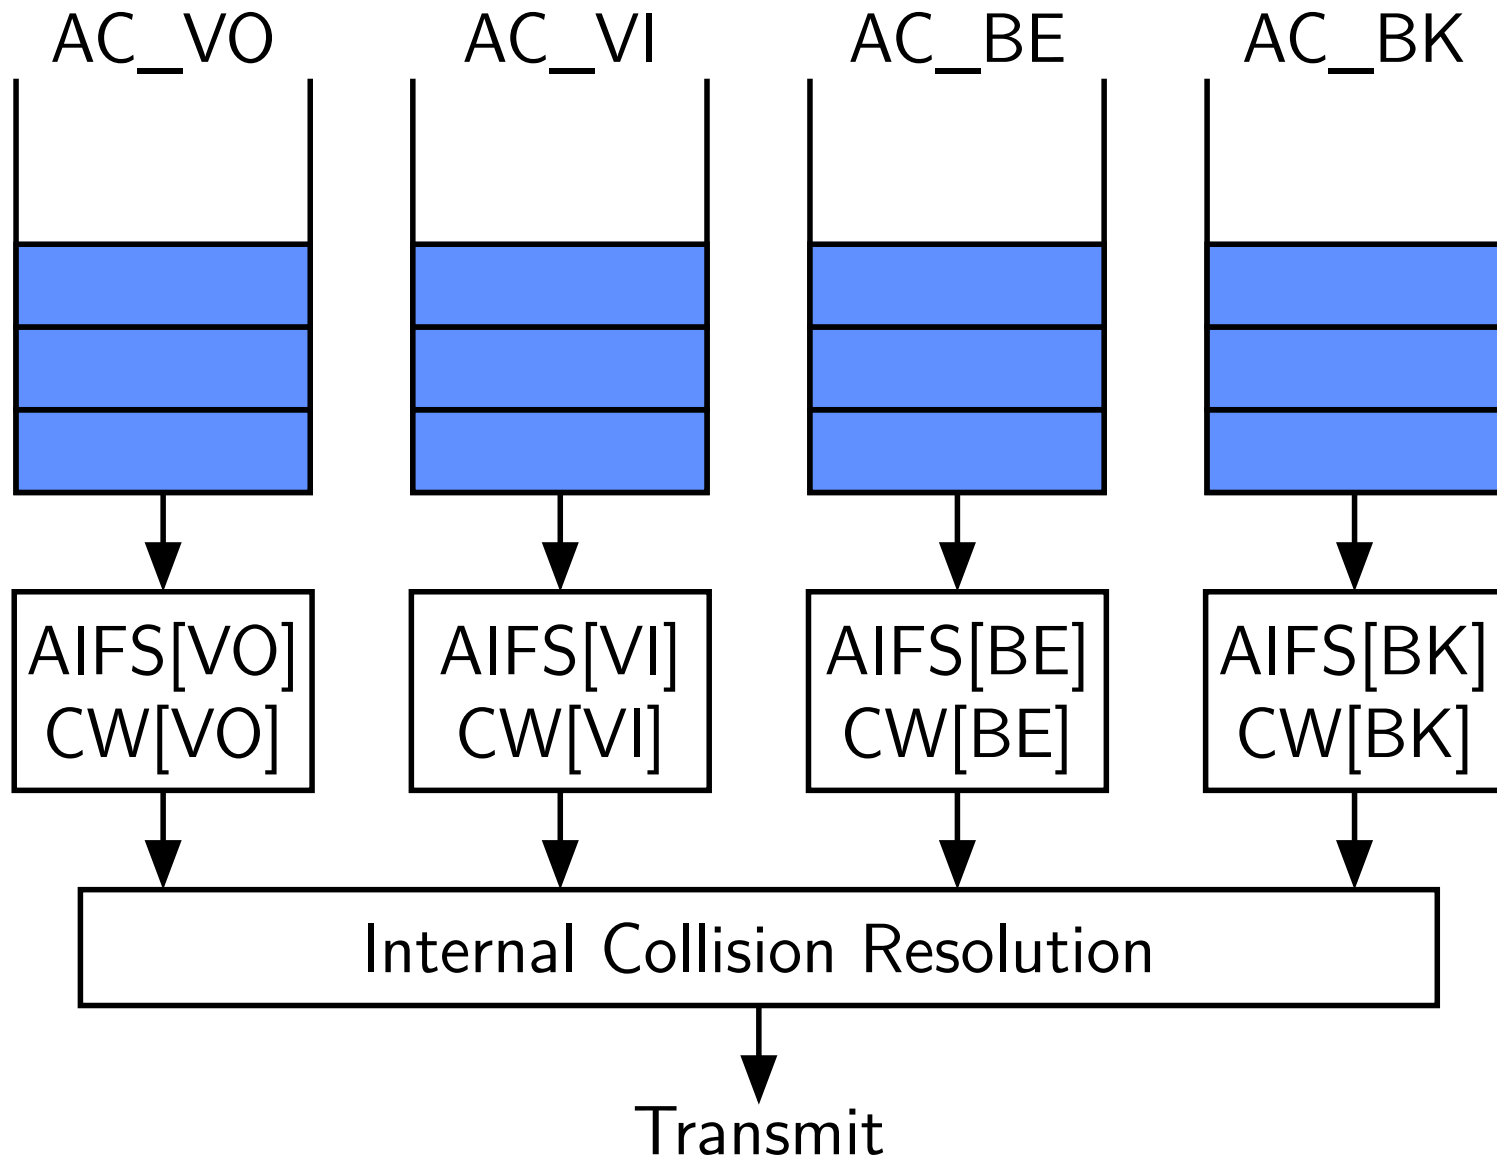 AC_VO AC_VI AC_BE AC_BK
AIFS[VO] AIFS[VI] AIFS[BE] AIFS[BK]
CW[VO] CW[VI] CW[BE] CW[BK]
Internal Collision Resolution
Transmit